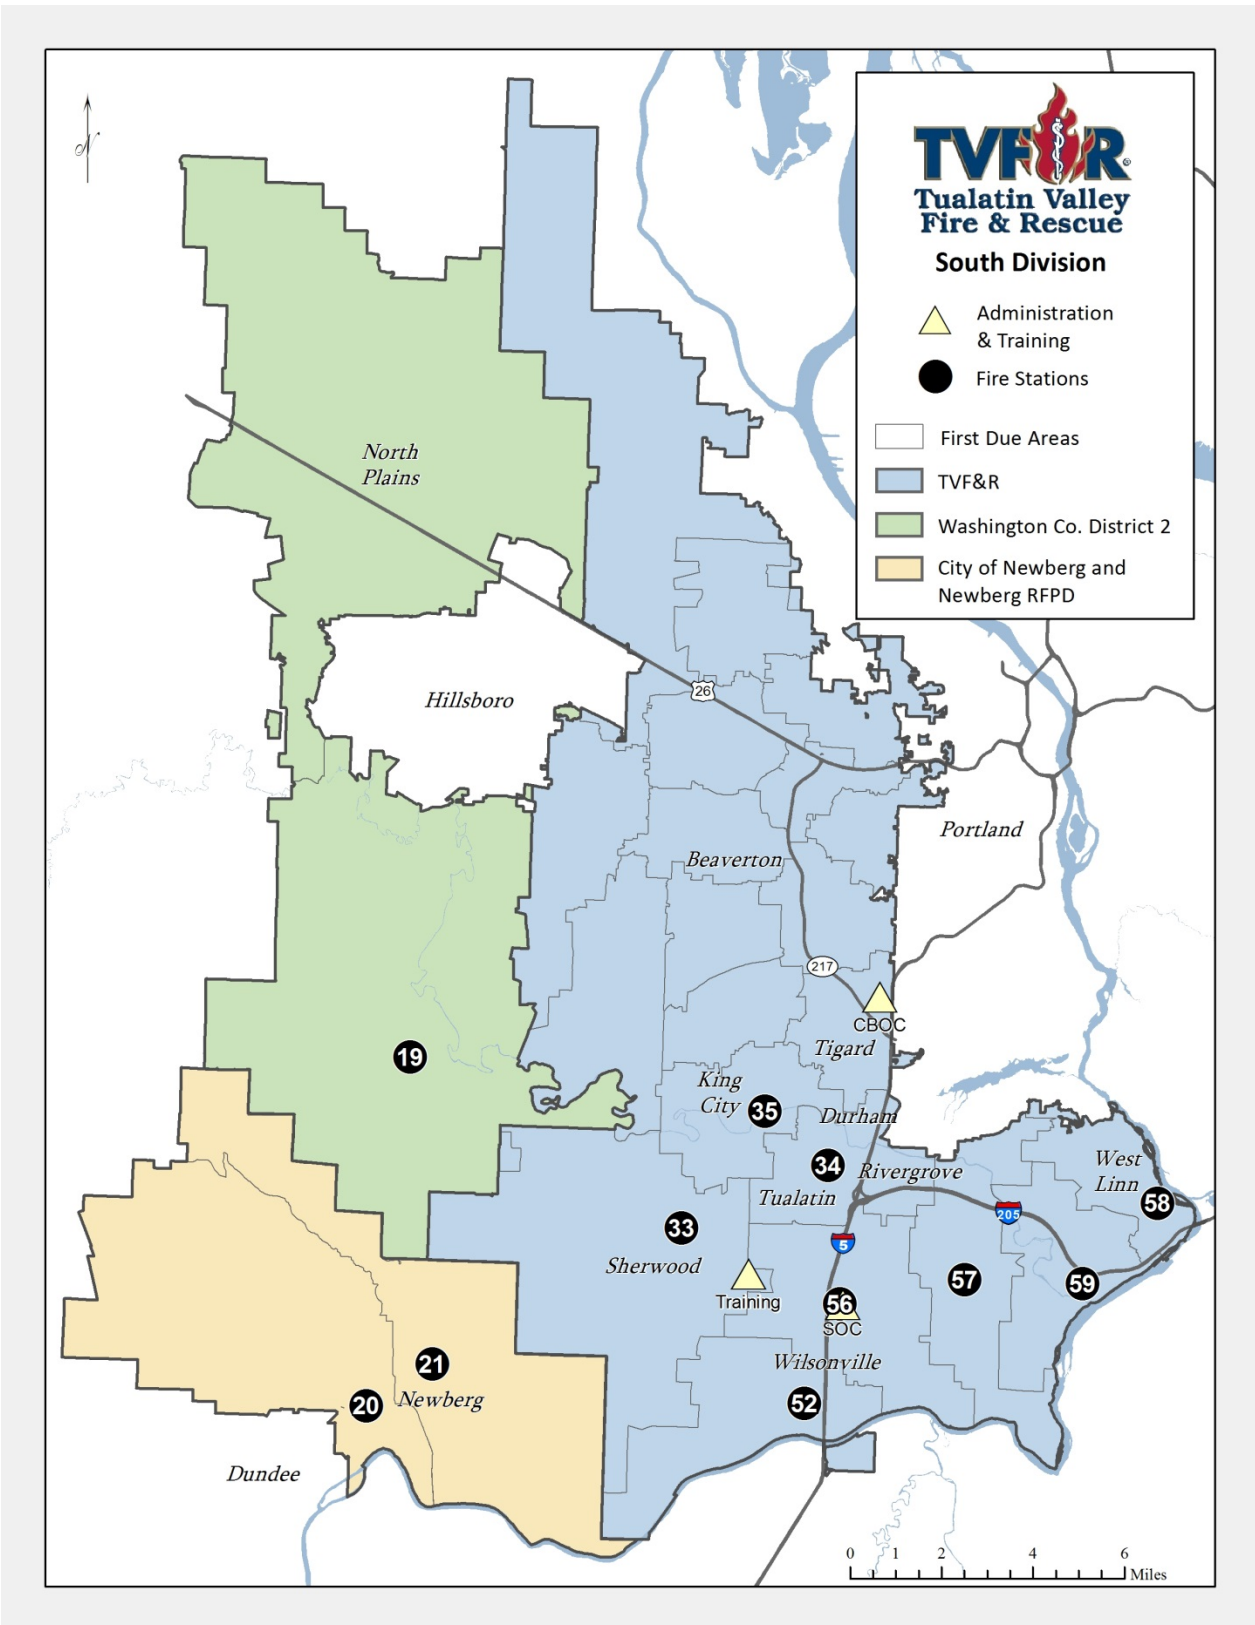 N
TVF&R®
Tualatin Valley
Fire & Rescue
South Division
Administration
& Training
Fire Stations
First Due Areas
TVF&R
Washington Co. District 2
City of Newberg and
Newberg RFPD
North
Plains
Hillsboro
26
Portland
Beaverton
217
CBOC
Tigard
19
King
City
35
Durham
34
Rivergrove
West
Linn
58
Tualatin
205
33
5
Sherwood
57
59
Training
56
SOC
Wilsonville
21
20
Newberg
52
Dundee
0 1 2 4 6
Miles